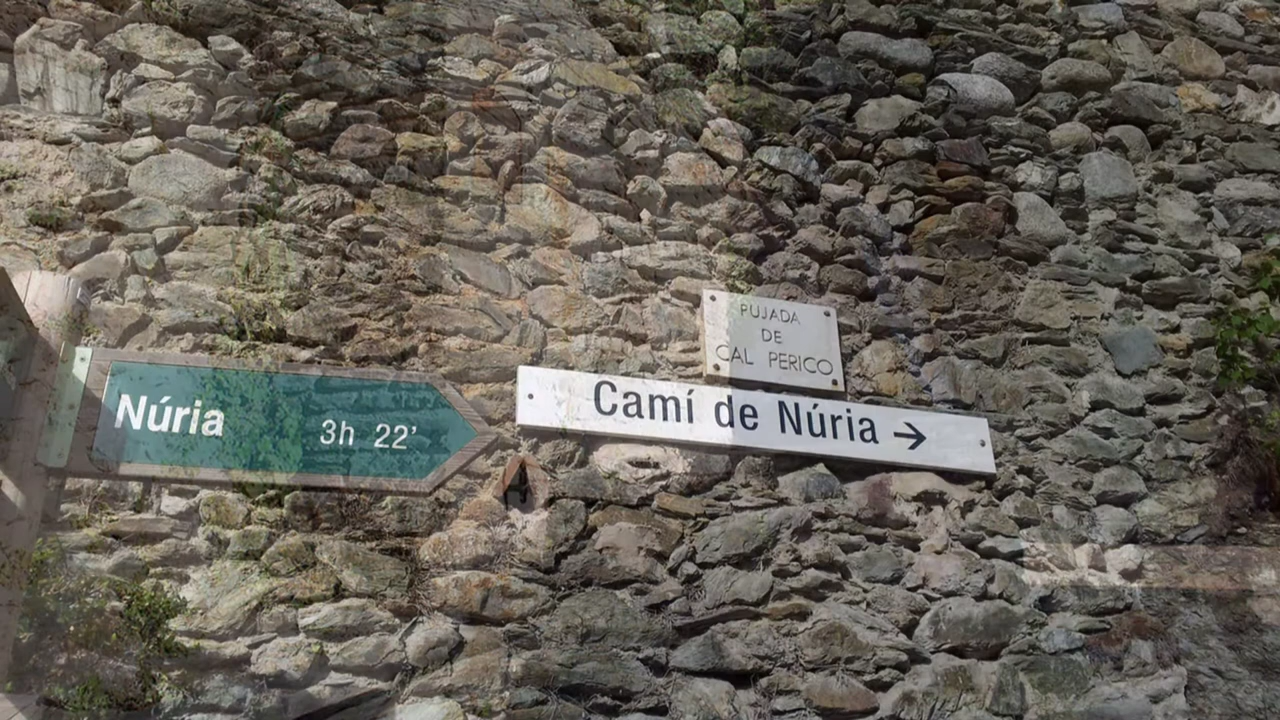 Núria 3h 22’
PUJADA
DE
CAL PERICO
Camí de Núria →